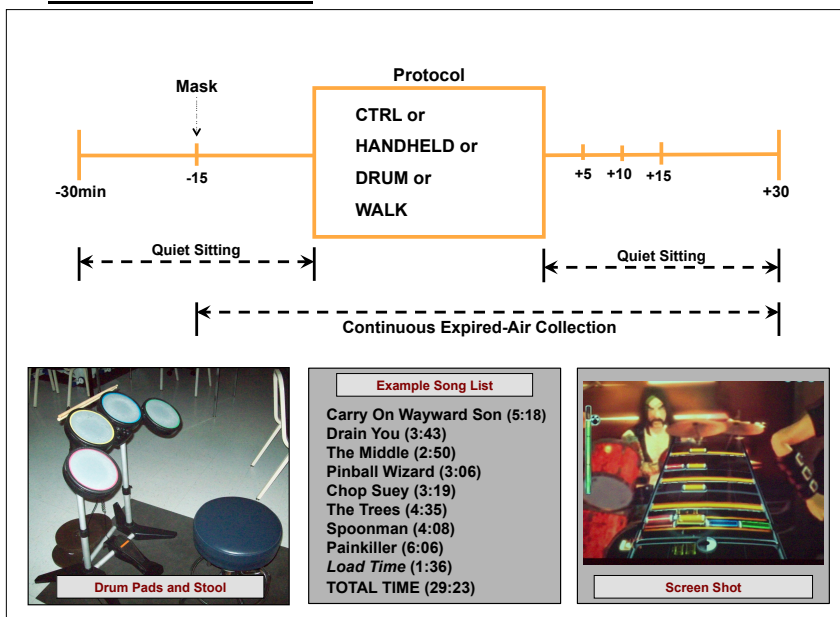 Protocol
Mask
CTRL or
HANDHELD or
DRUM or
WALK
-30min
-15
+5
+10
+15
+30
Quiet Sitting
Quiet Sitting
Continuous Expired-Air Collection
Drum Pads and Stool
Example Song List
Carry On Wayward Son (5:18)
Drain You (3:43)
The Middle (2:50)
Pinball Wizard (3:06)
Chop Suey (3:19)
The Trees (4:35)
Spoonman (4:08)
Painkiller (6:06)
Load Time (1:36)
TOTAL TIME (29:23)
Screen Shot